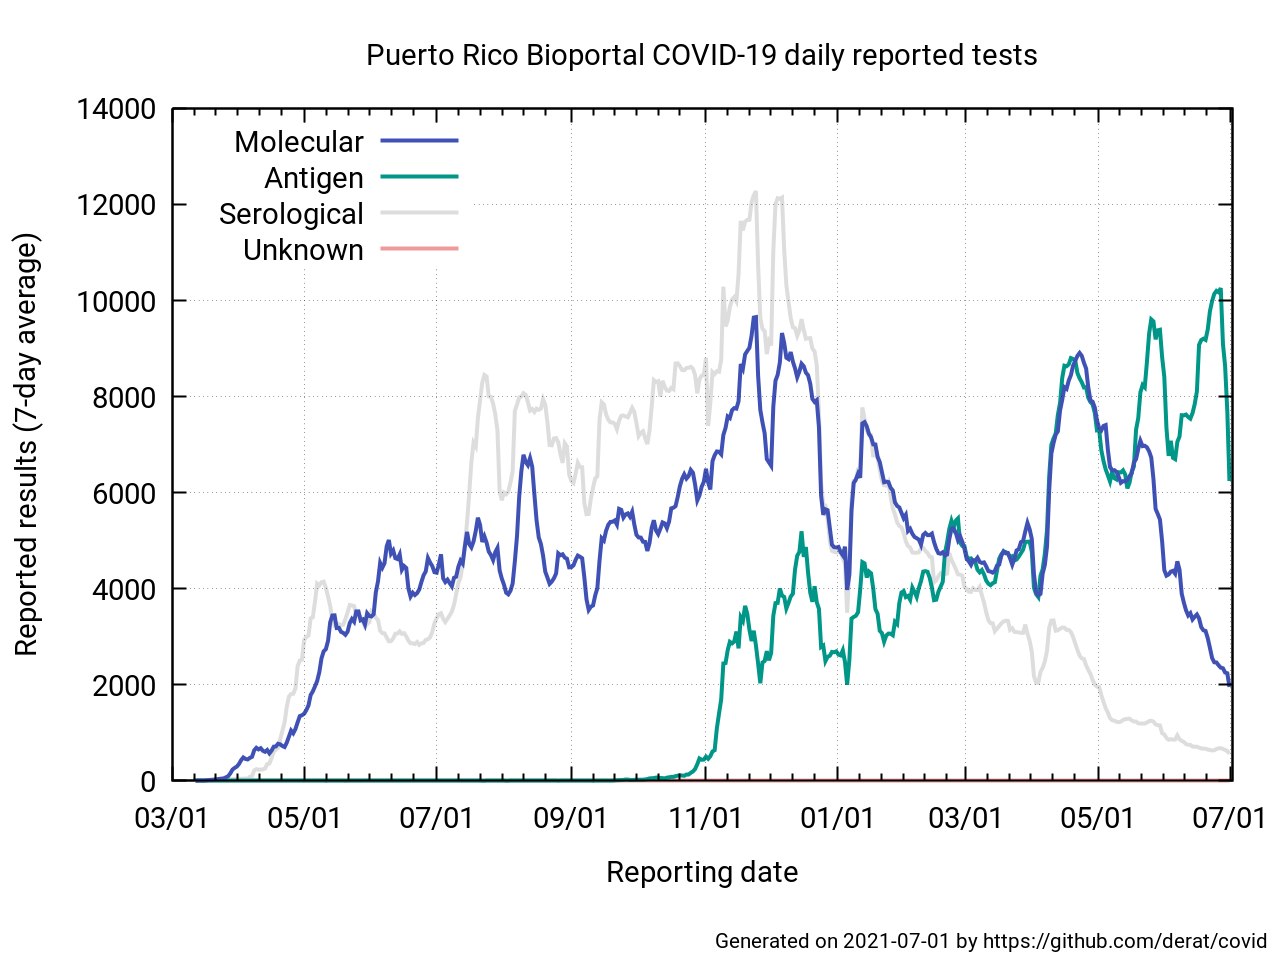 Puerto Rico Bioportal COVID-19 daily reported tests
14000
12000
10000
8000
6000
4000
2000
0
Reported results (7-day average)
Molecular
Antigen
Serological
Unknown
03/01 05/01 07/01 09/01 11/01 01/01 03/01 05/01 07/01
Reporting date
Generated on 2021-07-01 by https://github.com/derat/covid